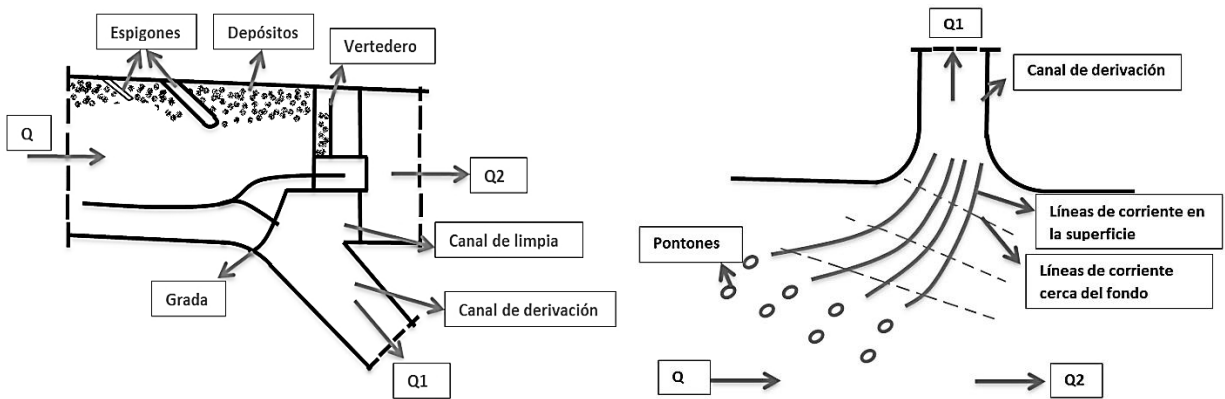 Espigones
Depósitos
Vertedero
Q
Q2
Canal de limpia
Grada
Canal de derivación
Q1
Q1
Canal de derivación
Líneas de corriente en
la superficie
Pontones
Líneas de corriente
cerca del fondo
Q
Q2